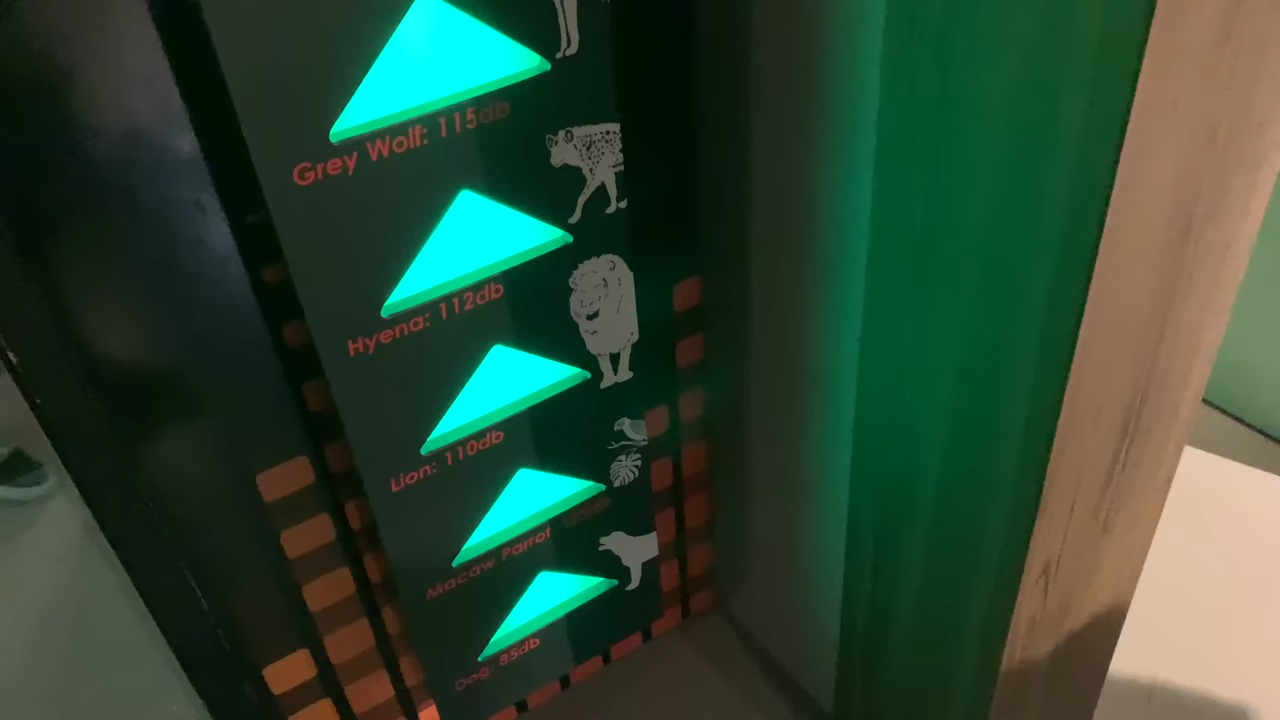 Grey Wolf: 115db
Hyena: 112db
Lion: 110db
Macaw Parrot
Dog: 85db